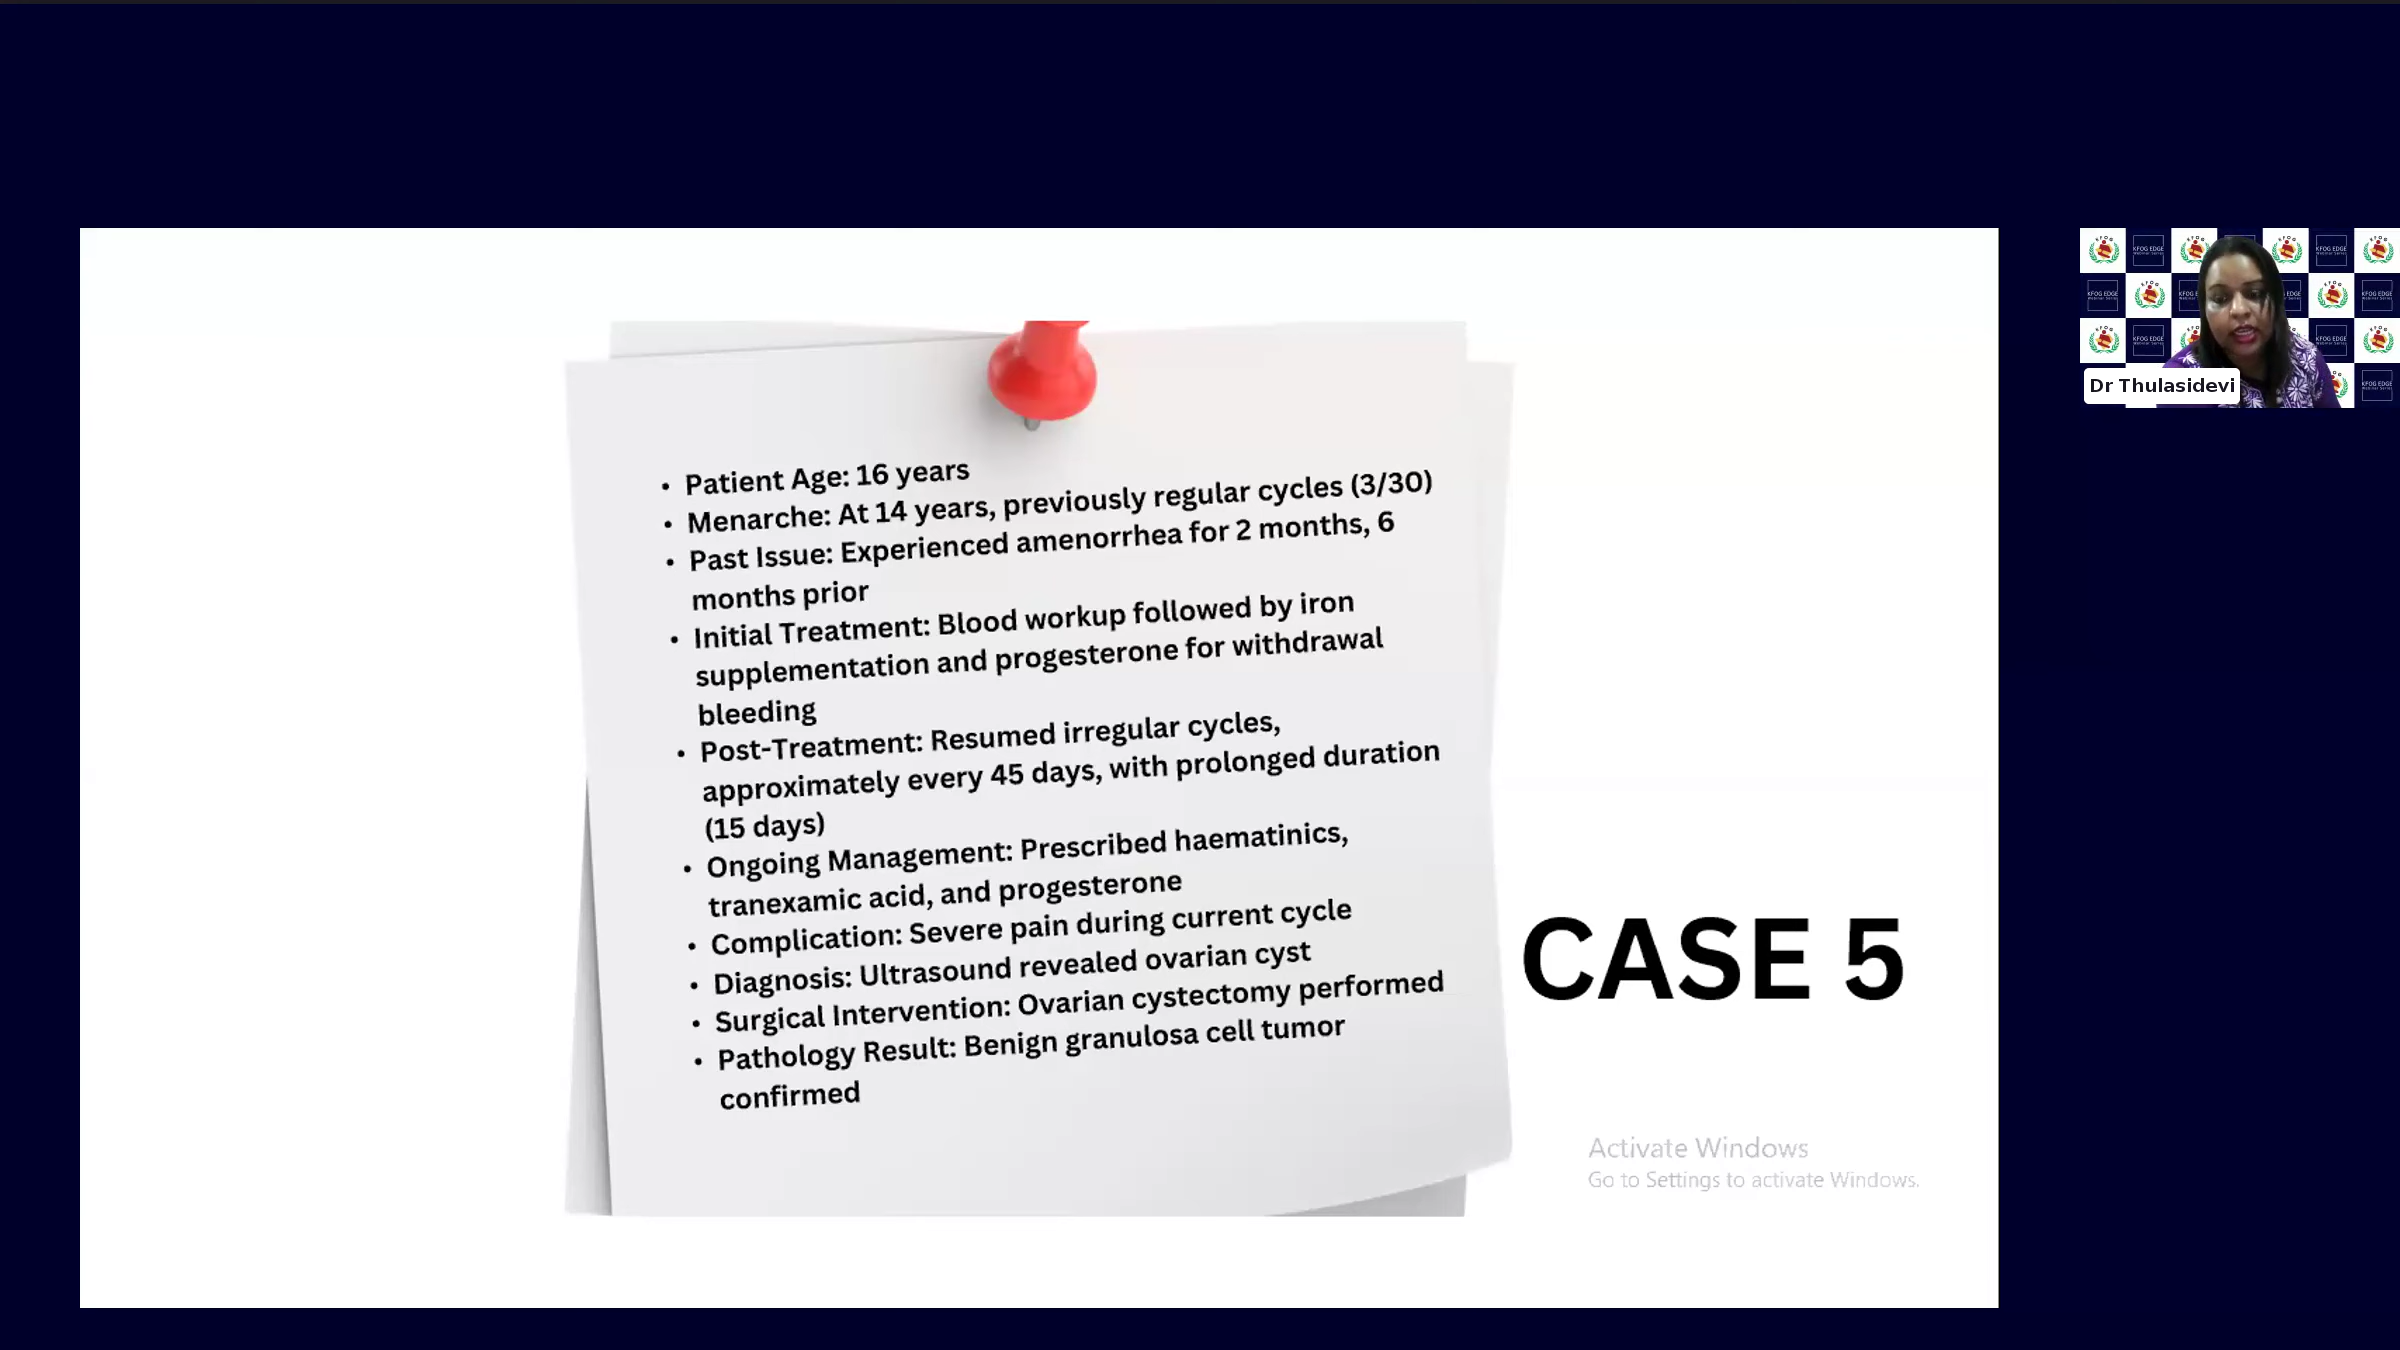 • Patient Age: 16 years
• Menarche: At 14 years, previously regular cycles (3/30)
• Past Issue: Experienced amenorrhea for 2 months, 6
months prior
• Initial Treatment: Blood workup followed by iron
supplementation and progesterone for withdrawal
bleeding
• Post-Treatment: Resumed irregular cycles,
approximately every 45 days, with prolonged duration
(15 days)
• Ongoing Management: Prescribed haematinics,
tranexamic acid, and progesterone
• Complication: Severe pain during current cycle
• Diagnosis: Ultrasound revealed ovarian cyst
• Surgical Intervention: Ovarian cystectomy performed
• Pathology Result: Benign granulosa cell tumor
confirmed
CASE 5
Activate Windows
Go to Settings to activate Windows.
KFOG EDGE
Dr Thulasidevi